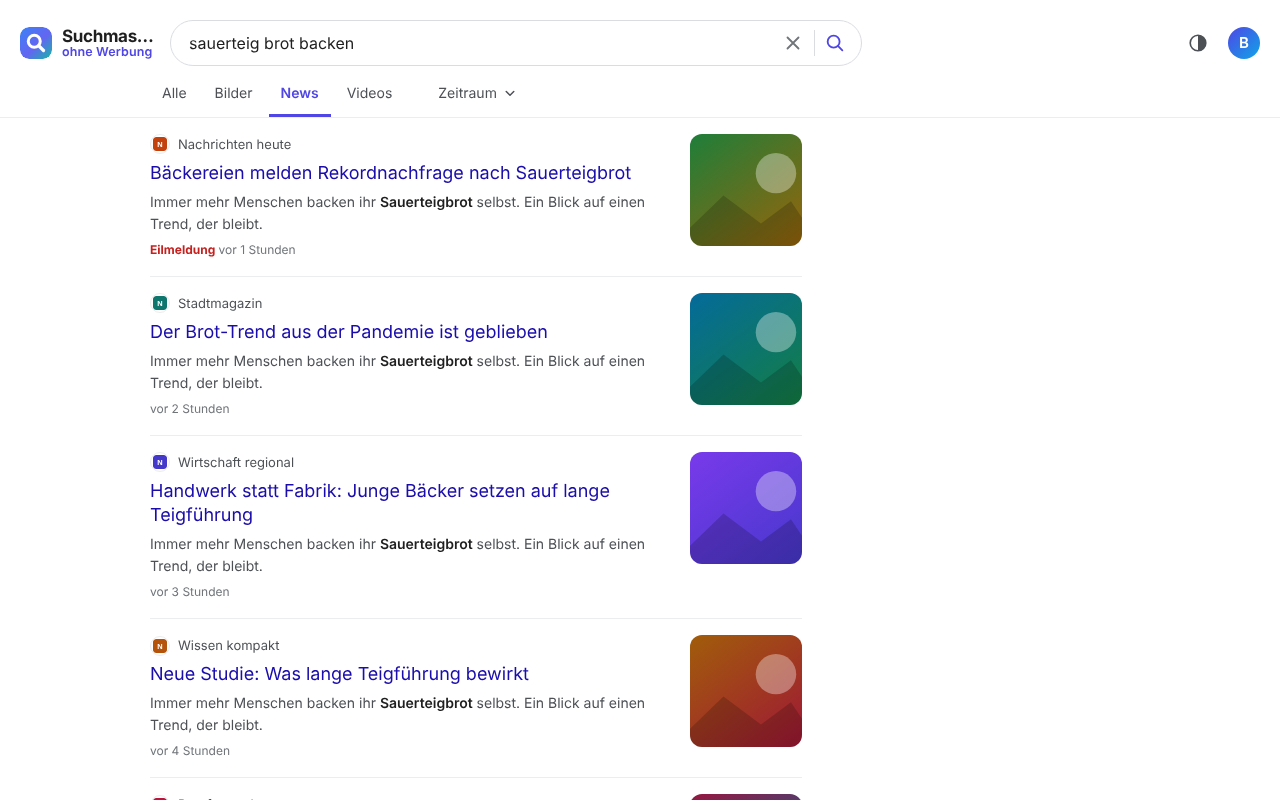 Suchmas…
ohne Werbung
sauerteig brot backen
B
Alle Bilder News Videos Zeitraum
N Nachrichten heute
Bäckereien melden Rekordnachfrage nach Sauerteigbrot
Immer mehr Menschen backen ihr Sauerteigbrot selbst. Ein Blick auf einen
Trend, der bleibt.
Eilmeldung vor 1 Stunden
N Stadtmagazin
Der Brot-Trend aus der Pandemie ist geblieben
Immer mehr Menschen backen ihr Sauerteigbrot selbst. Ein Blick auf einen
Trend, der bleibt.
vor 2 Stunden
N Wirtschaft regional
Handwerk statt Fabrik: Junge Bäcker setzen auf lange
Teigführung
Immer mehr Menschen backen ihr Sauerteigbrot selbst. Ein Blick auf einen
Trend, der bleibt.
vor 3 Stunden
N Wissen kompakt
Neue Studie: Was lange Teigführung bewirkt
Immer mehr Menschen backen ihr Sauerteigbrot selbst. Ein Blick auf einen
Trend, der bleibt.
vor 4 Stunden